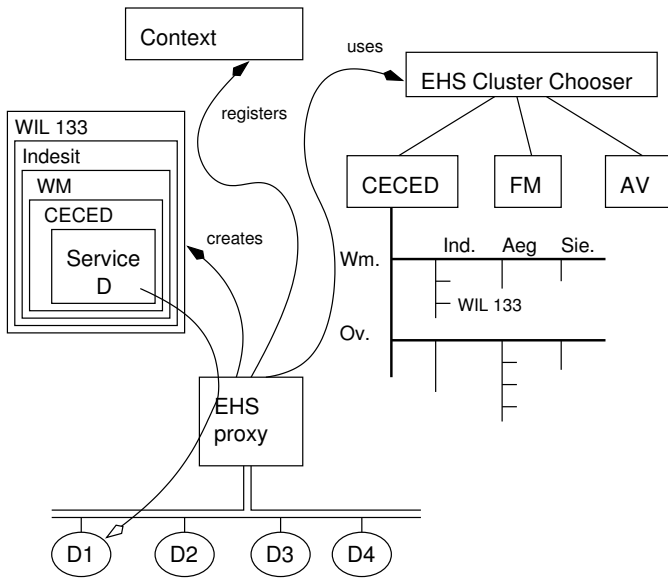 Context
uses
EHS Cluster Chooser
registers
WIL 133
Indesit
WM
CECED
Service
D
creates
CECED
FM
AV
Wm.
Ind.
Aeg
Sie.
WIL 133
Ov.
EHS
proxy
D1
D2
D3
D4